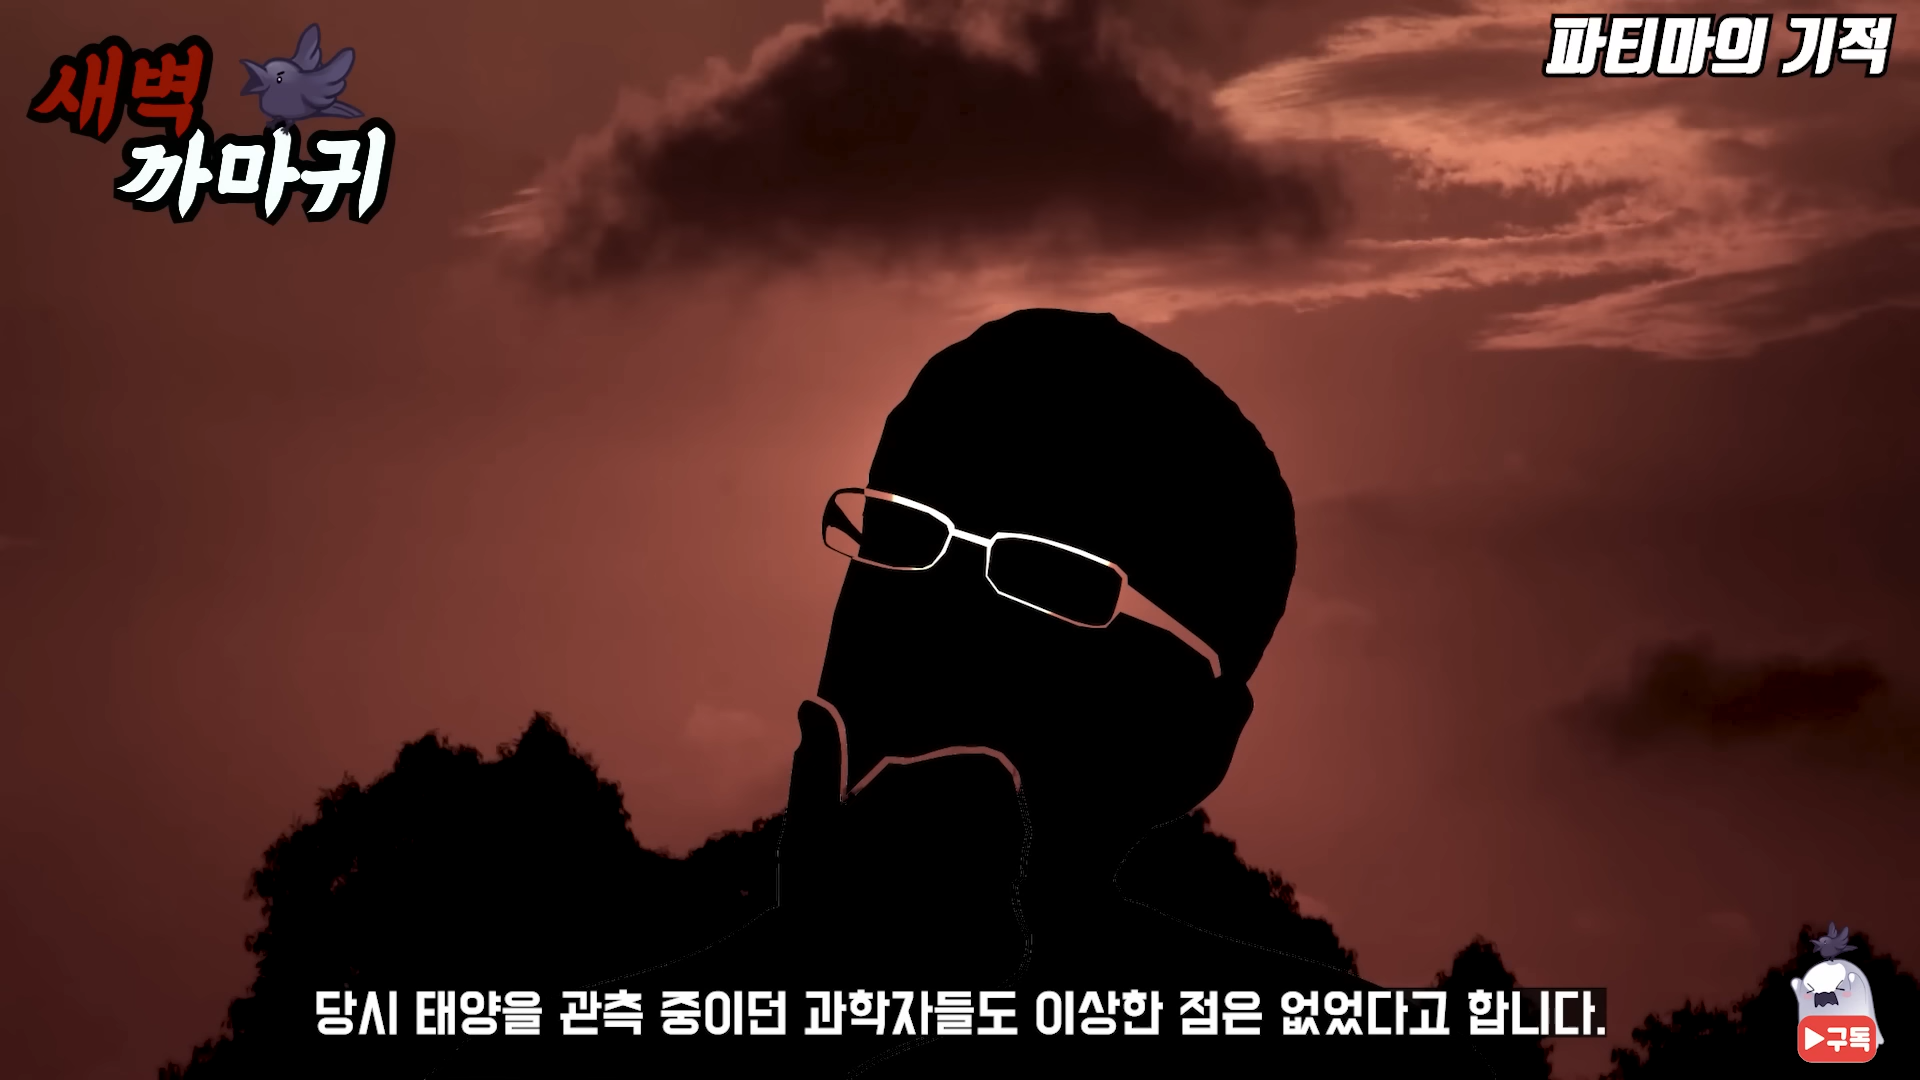 새벽
까마귀
파티마의 기적
당시 태양을 관측 중이던 과학자들도 이상한 점은 없었다고 합니다.
구독